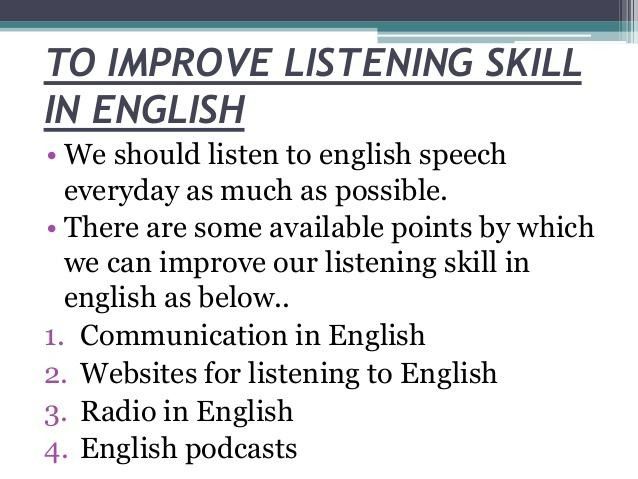 TO IMPROVE LISTENING SKILL
IN ENGLISH
• We should listen to english speech
everyday as much as possible.
• There are some available points by which
we can improve our listening skill in
english as below..
1. Communication in English
2. Websites for listening to English
3. Radio in English
4. English podcasts